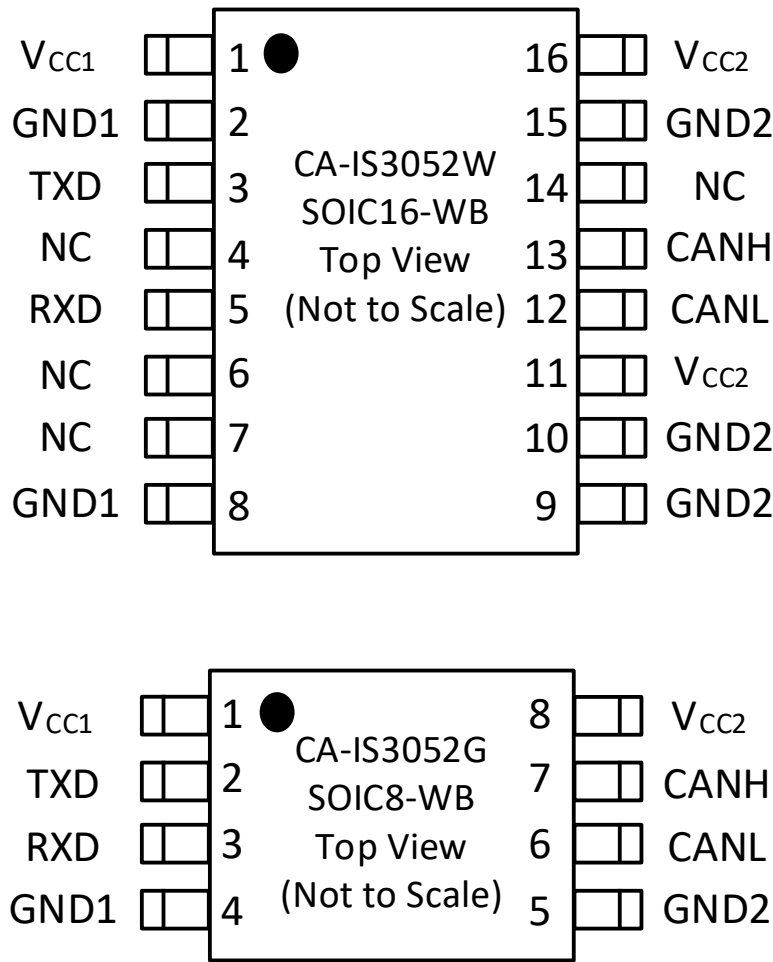 VCC1 1 16 VCC2
GND1 2 15 GND2
CA-IS3052W
TXD 3 14 NC
SOIC16-WB
NC 4 Top View 13 CANH
RXD 5 (Not to Scale) 12 CANL
NC 6 11 VCC2
NC 7 10 GND2
GND1 8 9 GND2
VCC1 1 8 VCC2
CA-IS3052G
TXD 2 7 CANH
SOIC8-WB
RXD 3 Top View 6 CANL
(Not to Scale)
GND1 4 5 GND2